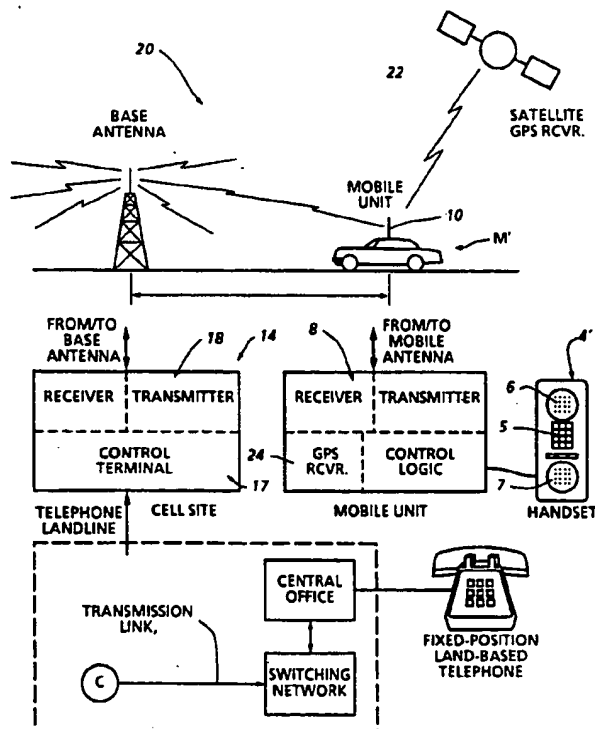 20
22
BASE
ANTENNA
SATELLITE
GPS RCVR.
MOBILE
UNIT
10
M'
FROM/TO
BASE
ANTENNA
18
14
8
FROM/TO
MOBILE
ANTENNA
4'
RECEIVER
TRANSMITTER
RECEIVER
TRANSMITTER
6
5
CONTROL
TERMINAL
24
GPS
RCVR.
CONTROL
LOGIC
17
7
TELEPHONE
LANDLINE
CELL SITE
MOBILE UNIT
HANDSET
CENTRAL
OFFICE
TRANSMISSION
LINK,
C
SWITCHING
NETWORK
FIXED-POSITION
LAND-BASED
TELEPHONE